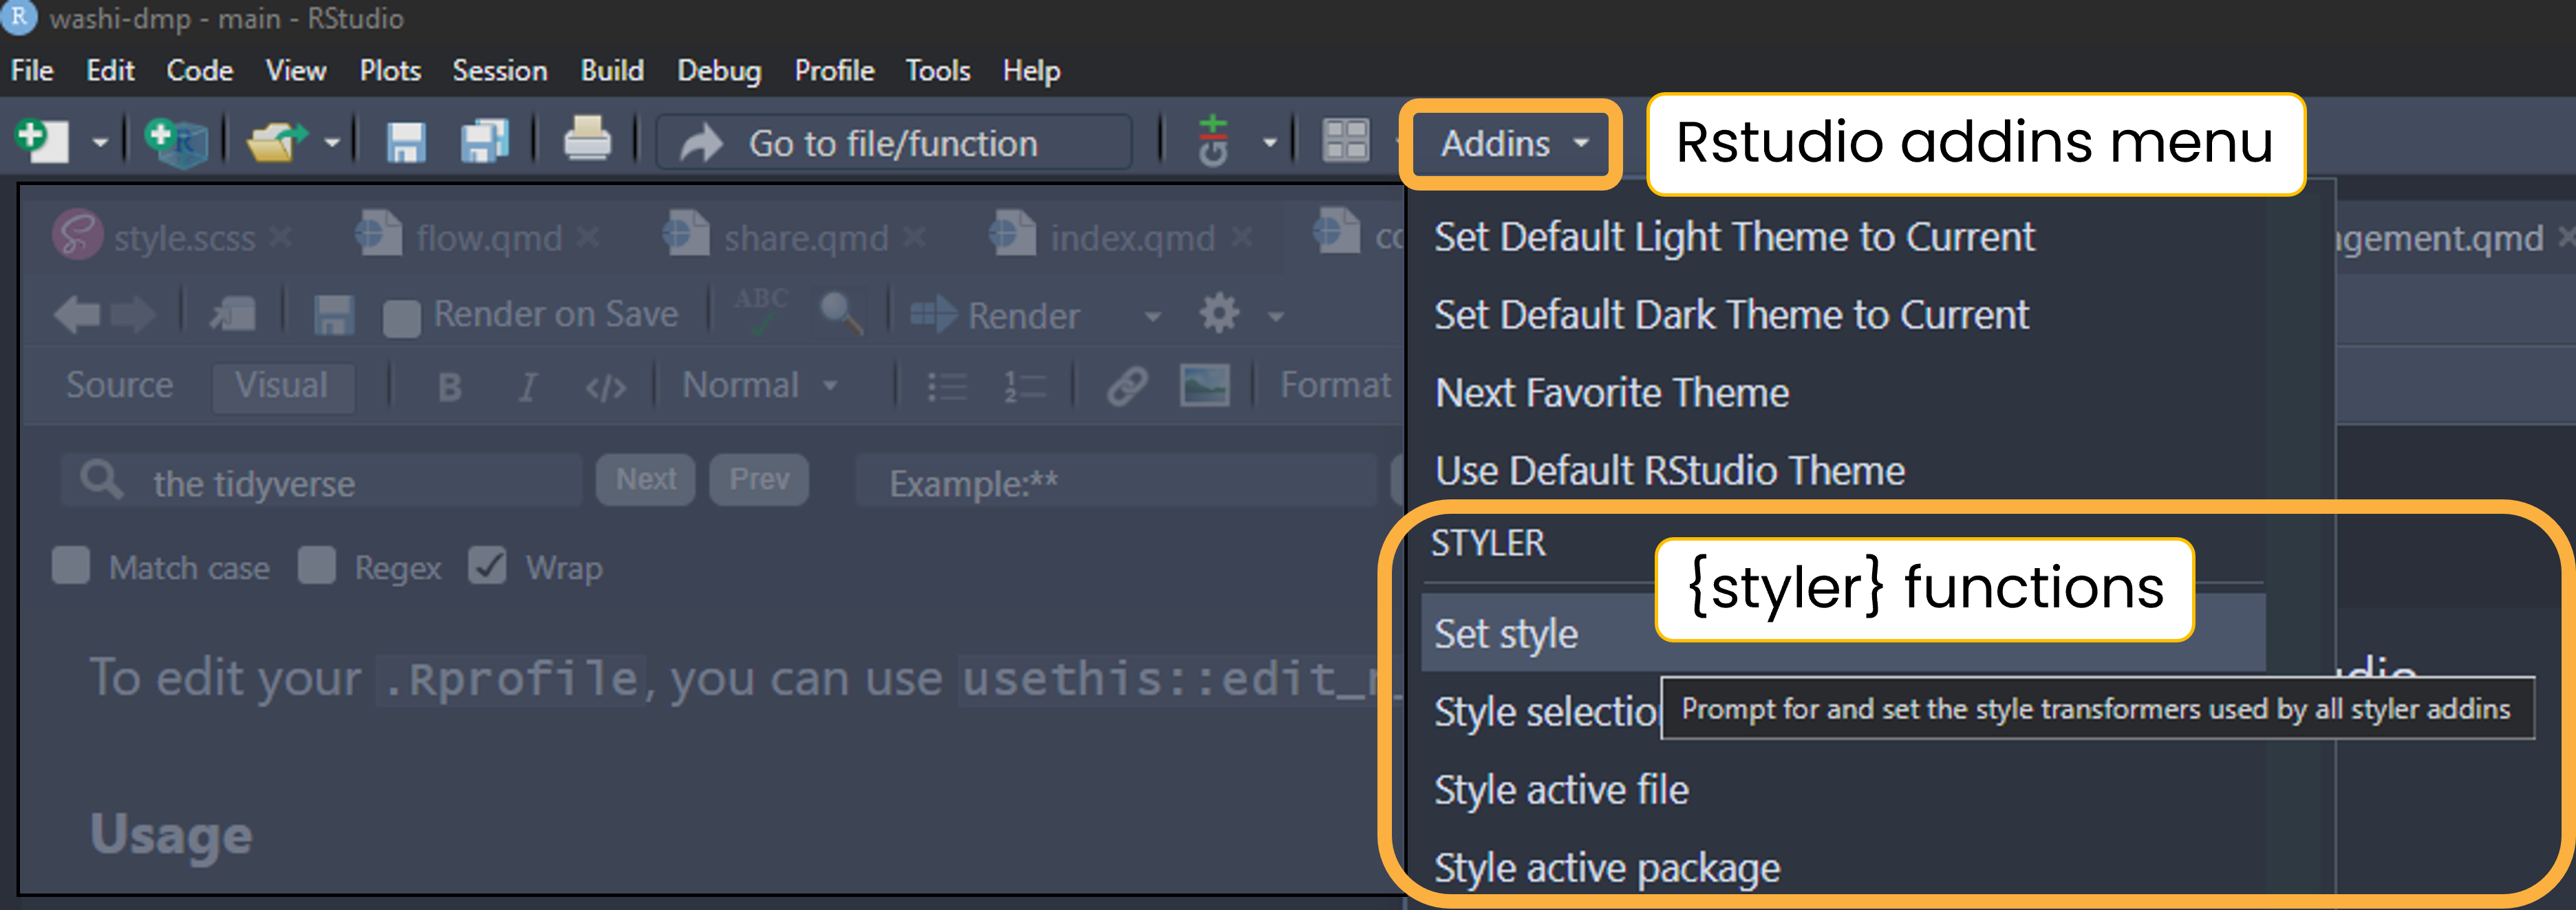 R washi-dmp - main - RStudio
File Edit Code View Plots Session Build Debug Profile Tools Help
Go to file/function Addins Rstudio addins menu
style.scss flow.qmd share.qmd index.qmd
Render on Save ABC Render
Source Visual B I </> Normal Format
the tidyverse Next Prev Example:**
Match case Regex Wrap
To edit your .Rprofile, you can use usethis::edit_r_
Usage
Set Default Light Theme to Current
Set Default Dark Theme to Current
Next Favorite Theme
Use Default RStudio Theme
STYLER
{styler} functions
Set style
Style selectio
Prompt for and set the style transformers used by all styler addins
Style active file
Style active package
gement.qmd